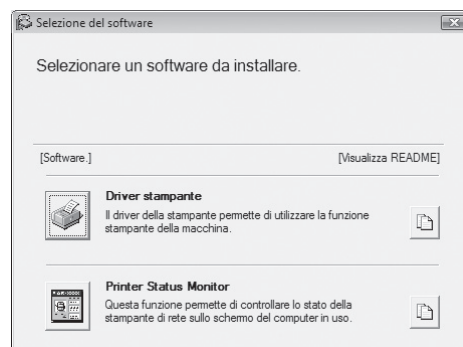 Selezione del software
Selezionare un software da installare.
[Software.] [Visualizza README]
Driver stampante
Il driver della stampante permette di utilizzare la funzione
stampante della macchina.
Printer Status Monitor
Questa funzione permette di controllare lo stato della
stampante di rete sullo schermo del computer in uso.